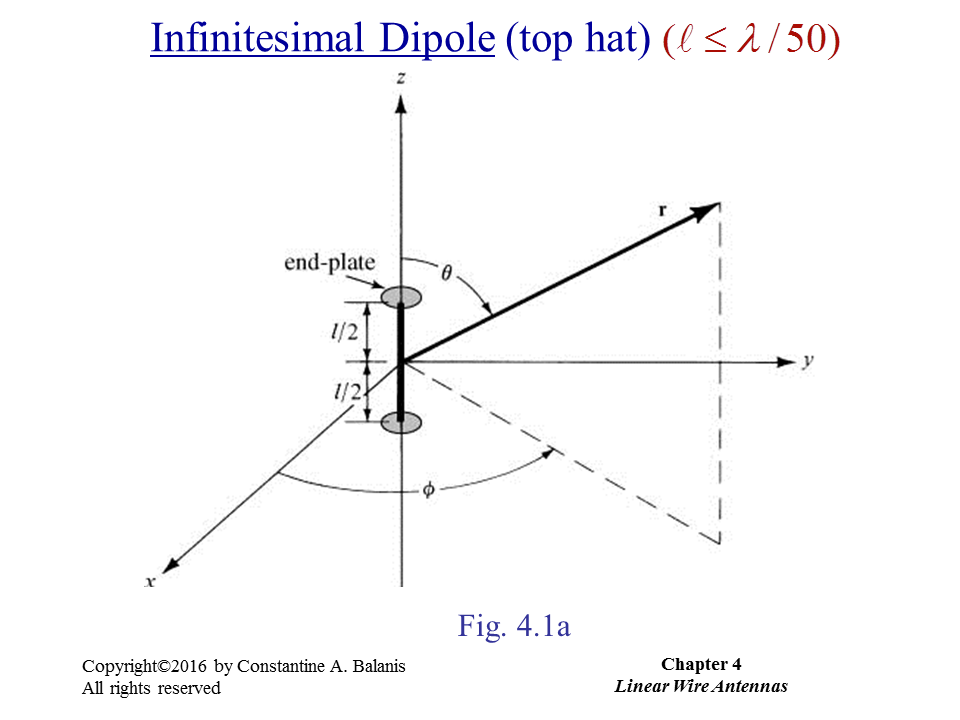 Infinitesimal Dipole (top hat) (ℓ ≤ λ / 50)
z
r
end-plate
θ
l/2
y
l/2
ϕ
x
Fig. 4.1a
Copyright©2016 by Constantine A. Balanis
All rights reserved
Chapter 4
Linear Wire Antennas